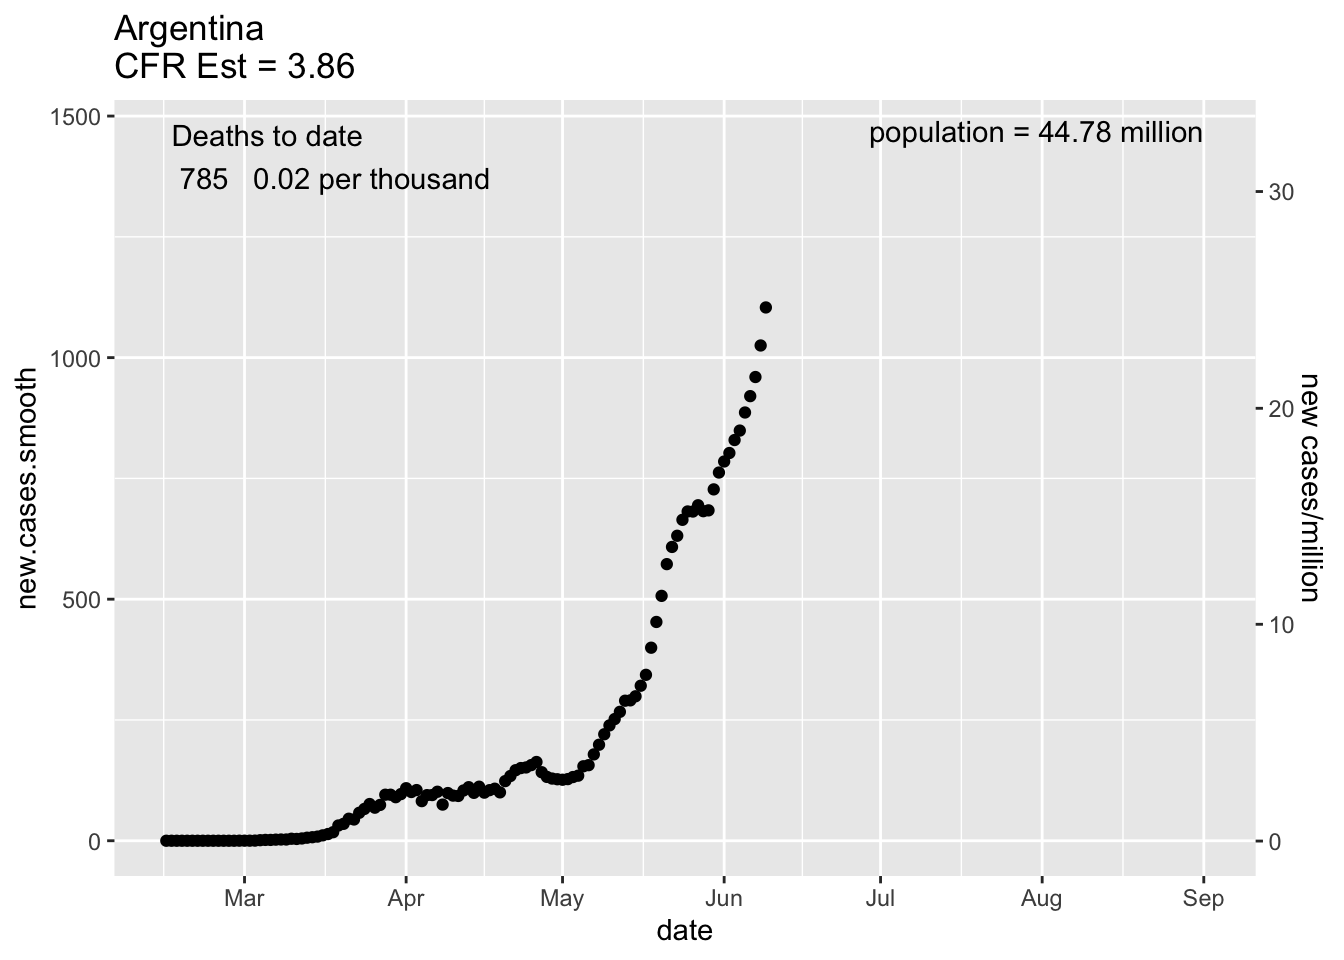 Argentina
CFR Est = 3.86
Deaths to date
785 0.02 per thousand
population = 44.78 million
1500
1000
500
0
new.cases.smooth
30
20
10
0
new cases/million
Mar Apr May Jun Jul Aug Sep
date